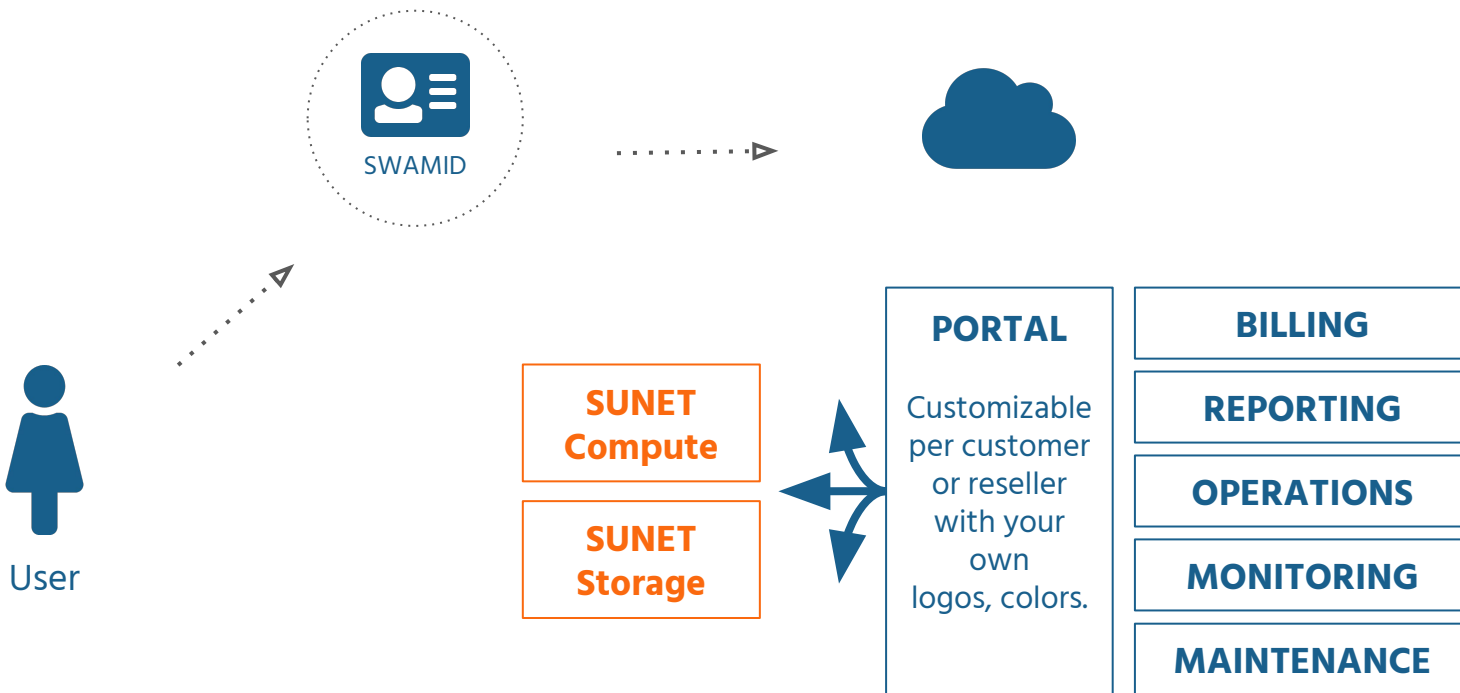 SWAMID
User
SUNET
Compute
SUNET
Storage
PORTAL
Customizable
per customer
or reseller
with your
own
logos, colors.
BILLING
REPORTING
OPERATIONS
MONITORING
MAINTENANCE